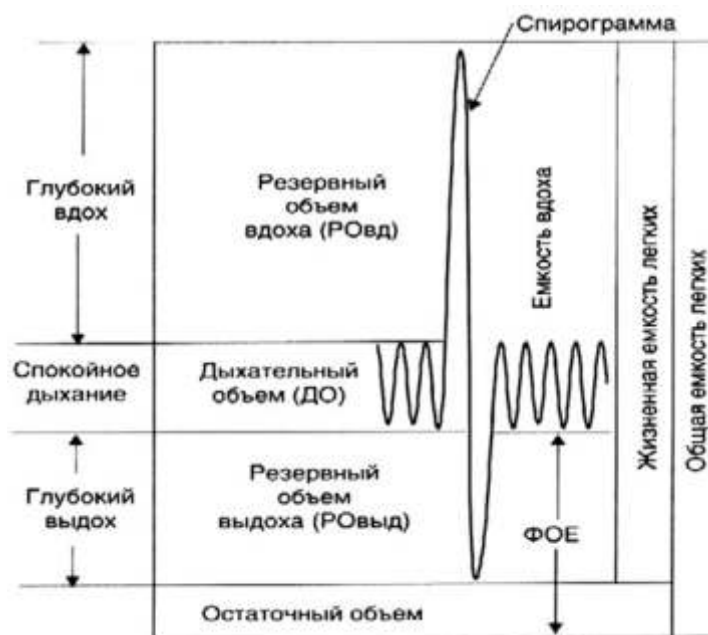 Спирограмма
Глубокий
вдох
Резервный
объем
вдоха (РОвд)
Емкость вдоха
Жизненная емкость легких
Общая емкость легких
Спокойное
дыхание
Дыхательный
объем (ДО)
Глубокий
выдох
Резервный
объем
выдоха (РОвыд)
ФОЕ
Остаточный объем